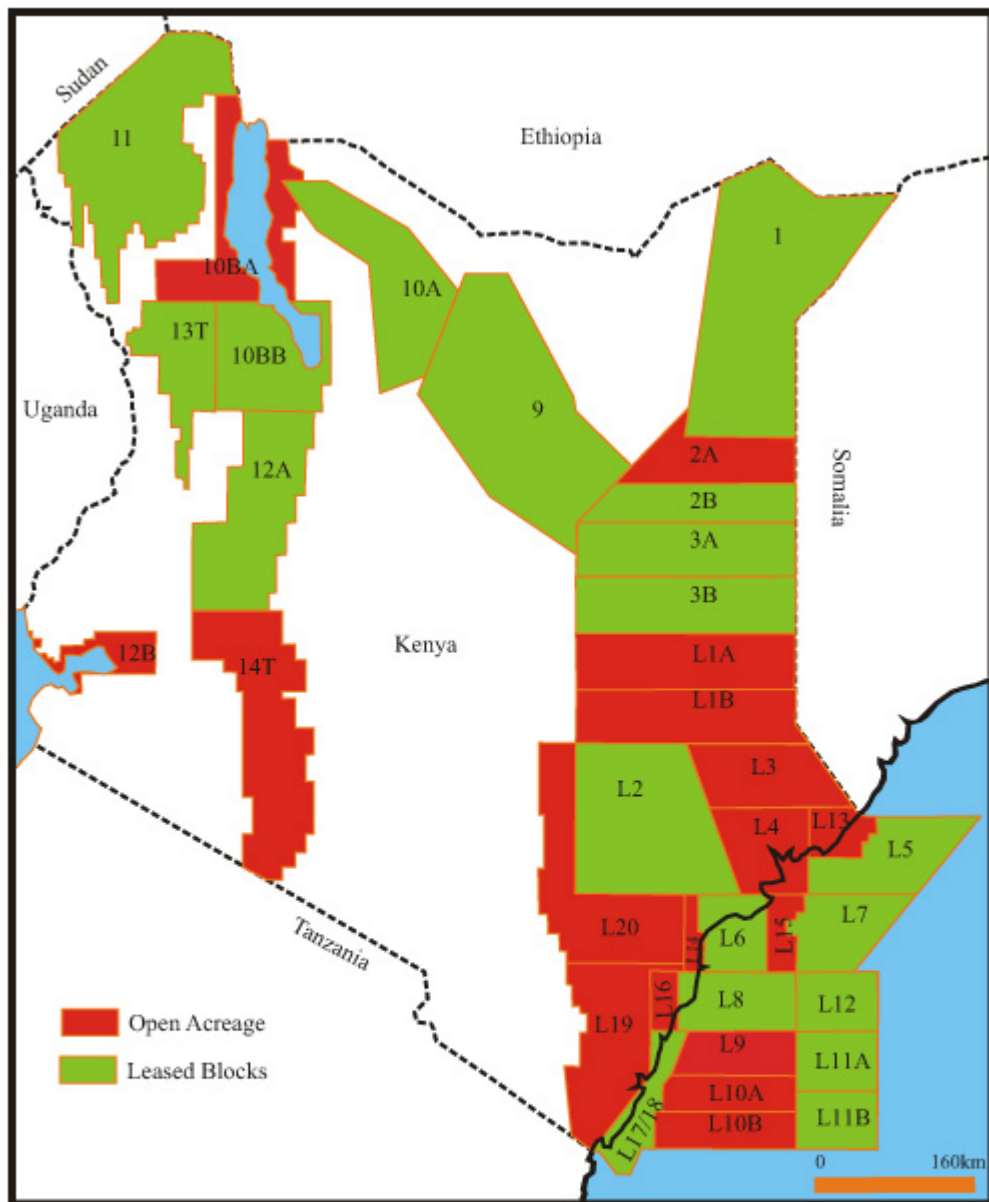 Sudan
11
Ethiopia
1
10BA
10A
13T
10BB
Uganda
9
12A
2A
Somalia
2B
3A
3B
Kenya
12B
14T
L1A
L1B
L2
L3
L4
L13
L5
Tanzania
L20
L14
L6
L15
L7
L16
L8
L12
L19
L9
L11A
L10A
L17/18
L10B
L11B
Open Acreage
Leased Blocks
0 160km